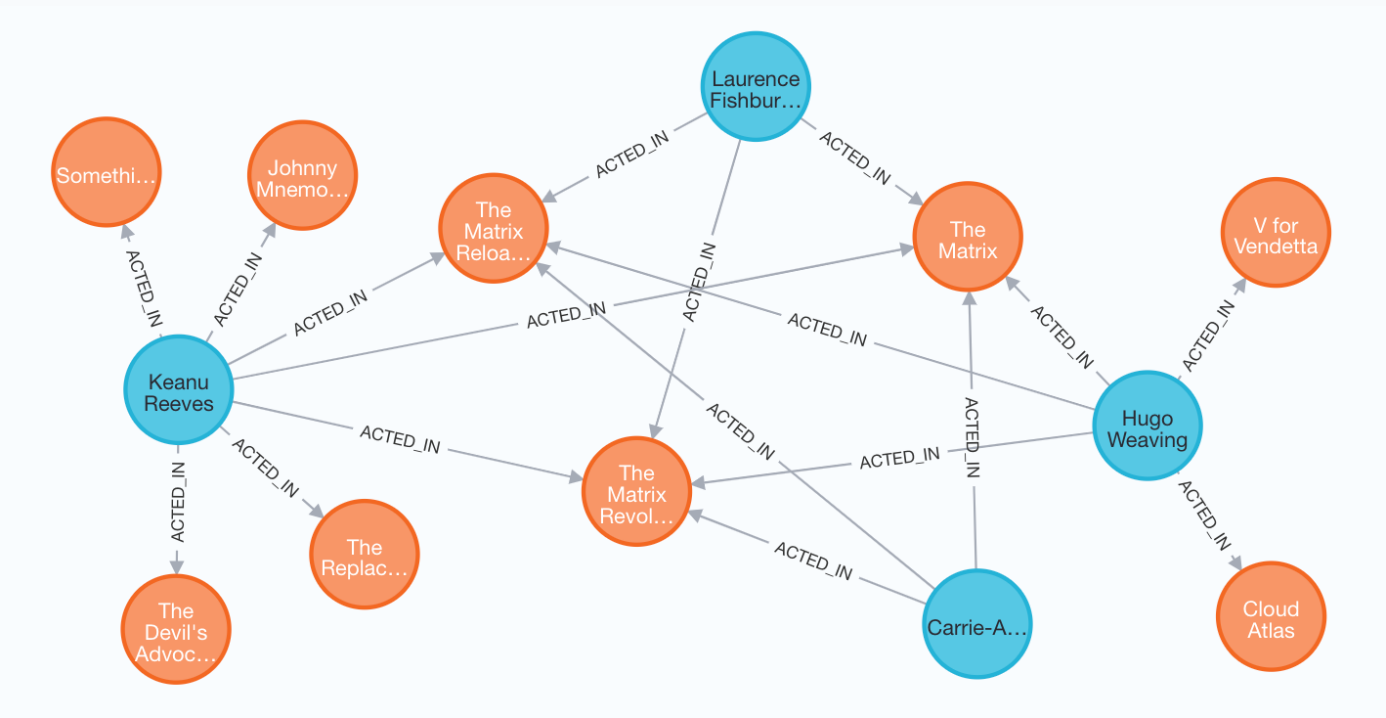 Laurence
Fishbur...
ACTED_IN
ACTED_IN
ACTED_IN
Somethi...
Johnny
Mnemo...
The
Matrix
Reloa...
The
Matrix
V for
Vendetta
ACTED_IN
ACTED_IN
ACTED_IN
ACTED_IN
ACTED_IN
ACTED_IN
ACTED_IN
Keanu
Reeves
Hugo
Weaving
ACTED_IN
ACTED_IN
ACTED_IN
ACTED_IN
ACTED_IN
ACTED_IN
ACTED_IN
ACTED_IN
The
Matrix
Revol...
The
Replac...
ACTED_IN
The
Devil's
Advoc...
Carrie-A...
Cloud
Atlas